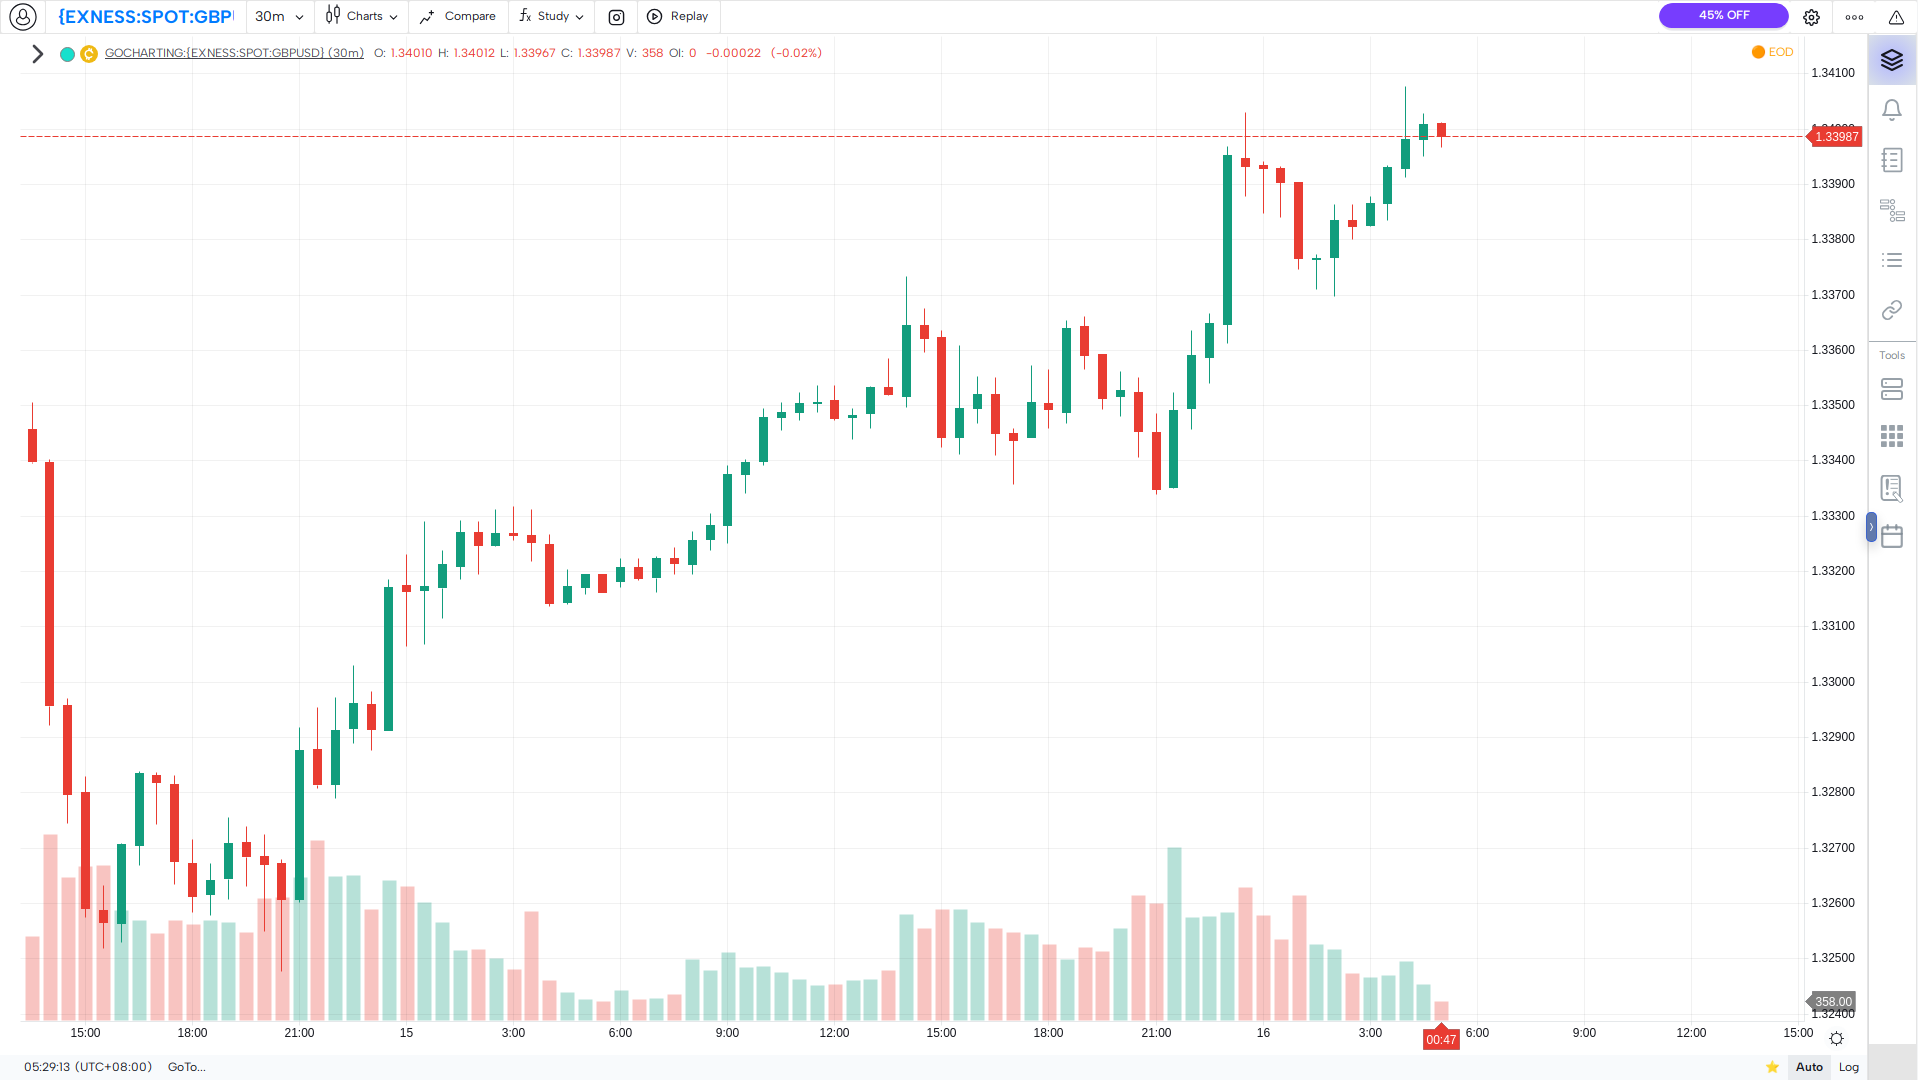 {EXNESS:SPOT:GBP
30m
Charts
Compare
fx Study
Replay
45% OFF
GOCHARTING:{EXNESS:SPOT:GBPUSD} (30m) O: 1.34010 H: 1.34012 L: 1.33967 C: 1.33987 V: 358 OI: 0 -0.00022 (-0.02%)
EOD
1.34100
1.33987
1.33900
1.33800
1.33700
1.33600
1.33500
1.33400
1.33300
1.33200
1.33100
1.33000
1.32900
1.32800
1.32700
1.32600
1.32500
358.00
1.32400
Tools
15:00 18:00 21:00 15 3:00 6:00 9:00 12:00 15:00 18:00 21:00 16 3:00 6:00 9:00 12:00 15:00
00:47
05:29:13 (UTC+08:00) GoTo...
Auto Log